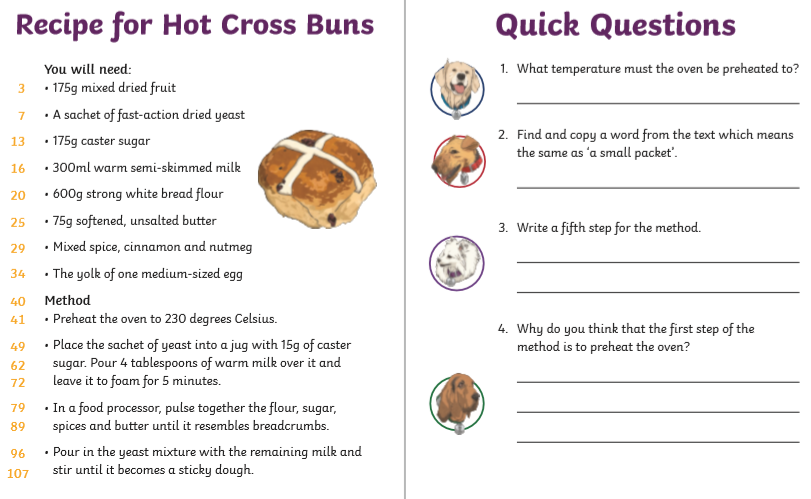 Recipe for Hot Cross Buns
You will need:
3 • 175g mixed dried fruit
7 • A sachet of fast-action dried yeast
13 • 175g caster sugar
16 • 300ml warm semi-skimmed milk
20 • 600g strong white bread flour
25 • 75g softened, unsalted butter
29 • Mixed spice, cinnamon and nutmeg
34 • The yolk of one medium-sized egg
40 Method
41 • Preheat the oven to 230 degrees Celsius.
49 • Place the sachet of yeast into a jug with 15g of caster
62 sugar. Pour 4 tablespoons of warm milk over it and
72 leave it to foam for 5 minutes.
79 • In a food processor, pulse together the flour, sugar,
89 spices and butter until it resembles breadcrumbs.
96 • Pour in the yeast mixture with the remaining milk and
107 stir until it becomes a sticky dough.
Quick Questions
1. What temperature must the oven be preheated to?
2. Find and copy a word from the text which means
the same as ‘a small packet’.
3. Write a fifth step for the method.
4. Why do you think that the first step of the
method is to preheat the oven?